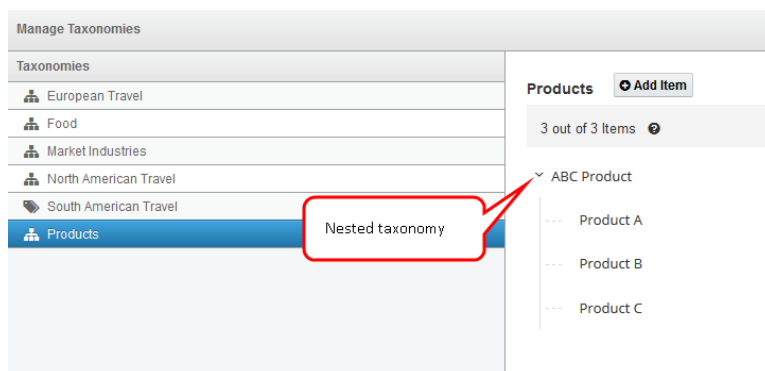 Manage Taxonomies
Taxonomies
European Travel
Food
Market Industries
North American Travel
South American Travel
Products
Products
Add Item
3 out of 3 Items
ABC Product
Product A
Product B
Product C
Nested taxonomy